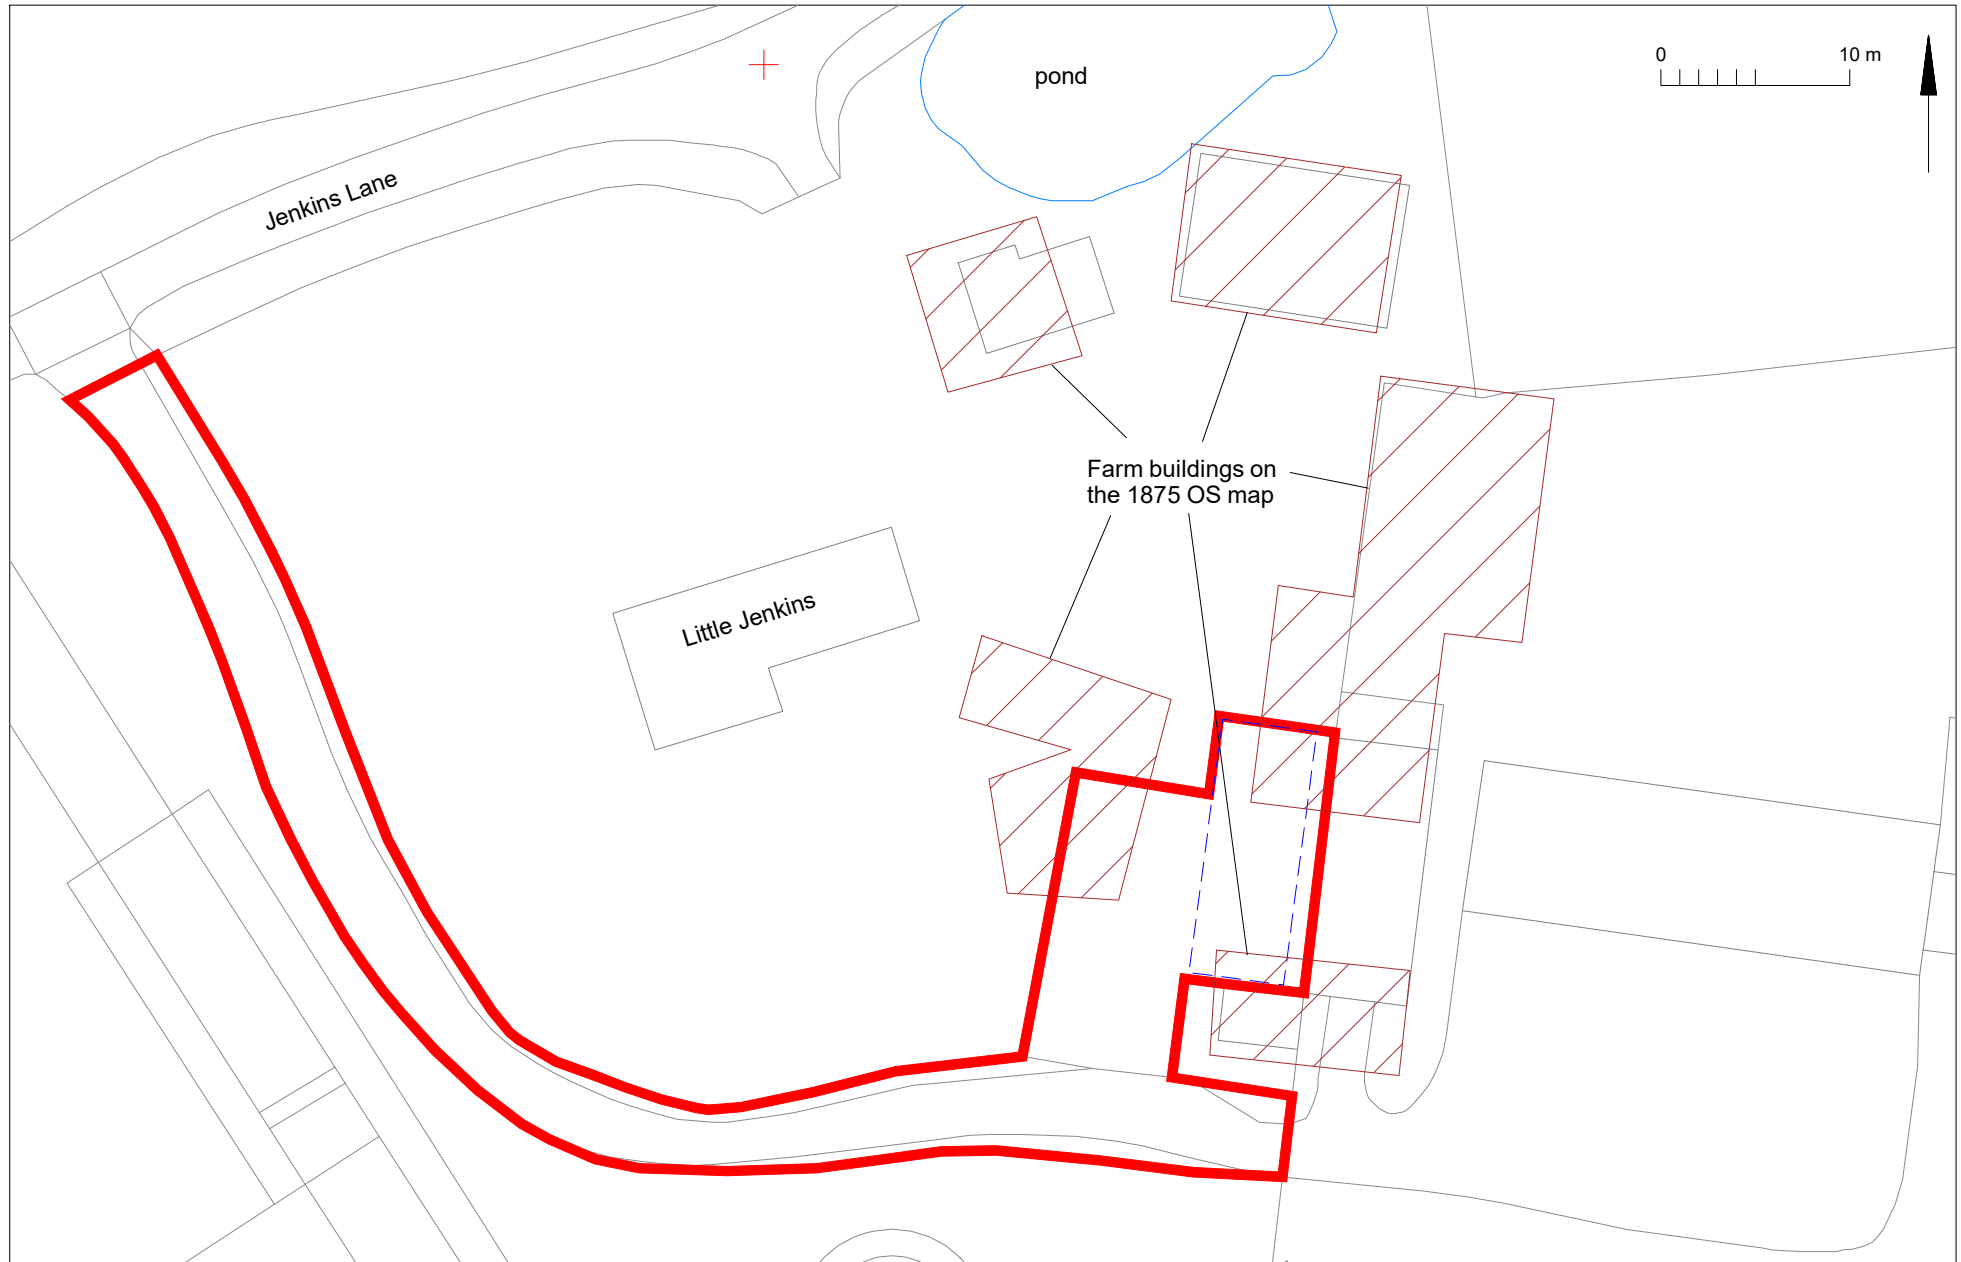 pond
0 10 m
Jenkins Lane
Farm buildings on
the 1875 OS map
Little Jenkins